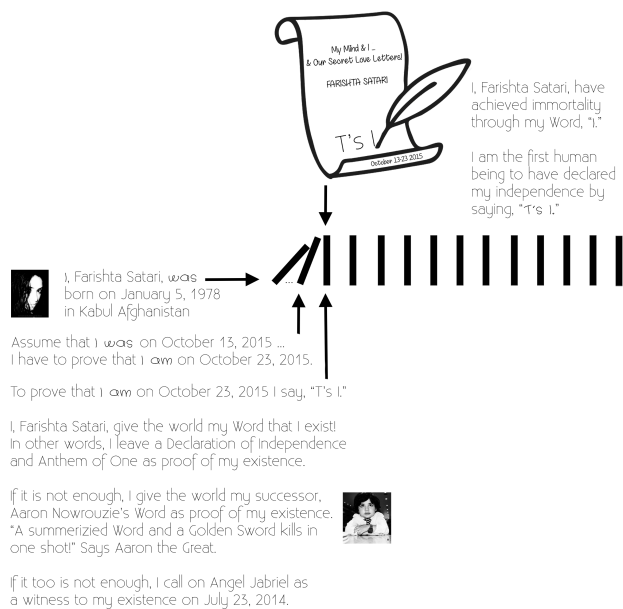 My Mind & I ...
& Our Secret Love Letters!
FARISHTA SATARI
T's I
October 13-23 2015
I, Farishta Satari, have
achieved immortality
through my Word, “I.”
I am the first human
being to have declared
my independence by
saying, “T's I.”
I, Farishta Satari, was
born on January 5, 1978
in Kabul Afghanistan
...
Assume that I was on October 13, 2015 ...
I have to prove that I am on October 23, 2015.
To prove that I am on October 23, 2015 I say, “T's I.”
I, Farishta Satari, give the world my Word that I exist!
In other words, I leave a Declaration of Independence
and Anthem of One as proof of my existence.
If it is not enough, I give the world my successor,
Aaron Nowrouzie's Word as proof of my existence.
“A summerizied Word and a Golden Sword kills in
one shot!” Says Aaron the Great.
If it too is not enough, I call on Angel Jabriel as
a witness to my existence on July 23, 2014.